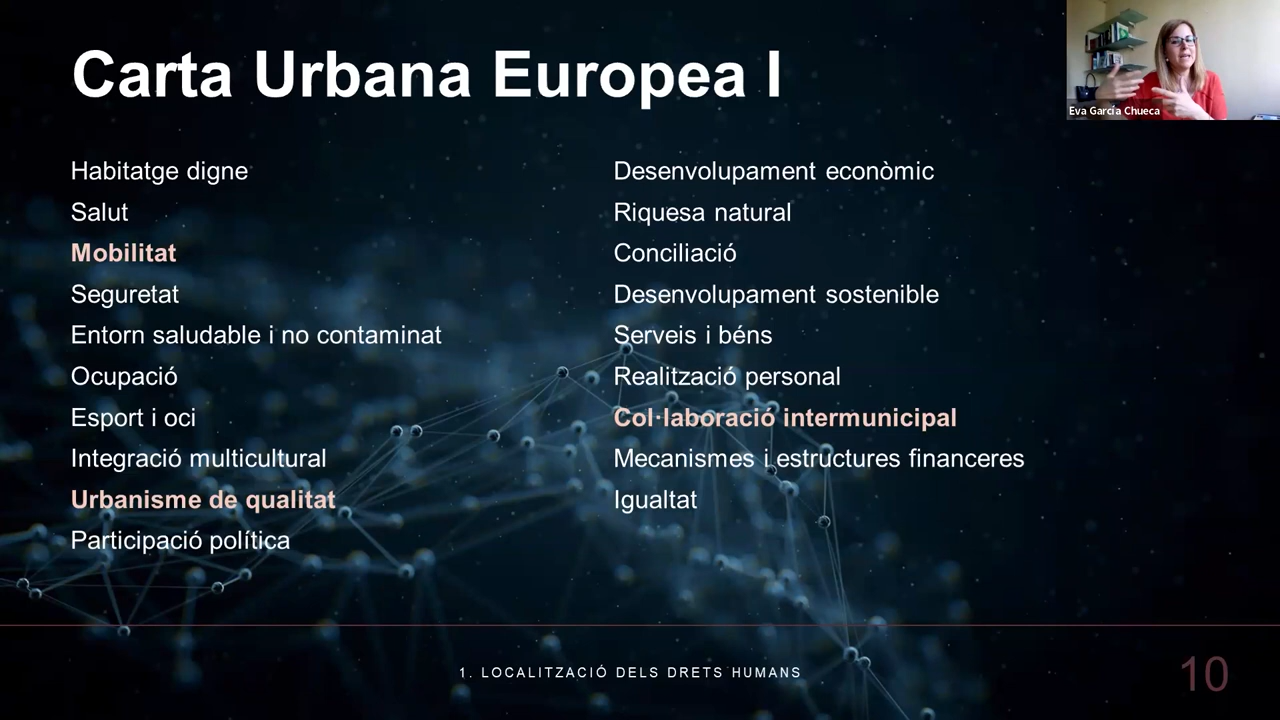 Carta Urbana Europea I
Eva García Chueca
Habitatge digne
Salut
Mobilitat
Seguretat
Entorn saludable i no contaminat
Ocupació
Esport i oci
Integració multicultural
Urbanisme de qualitat
Participació política
Desenvolupament econòmic
Riquesa natural
Conciliació
Desenvolupament sostenible
Serveis i béns
Realització personal
Col·laboració intermunicipal
Mecanismes i estructures financeres
Igualtat
1. LOCALITZACIÓ DELS DRETS HUMANS
10